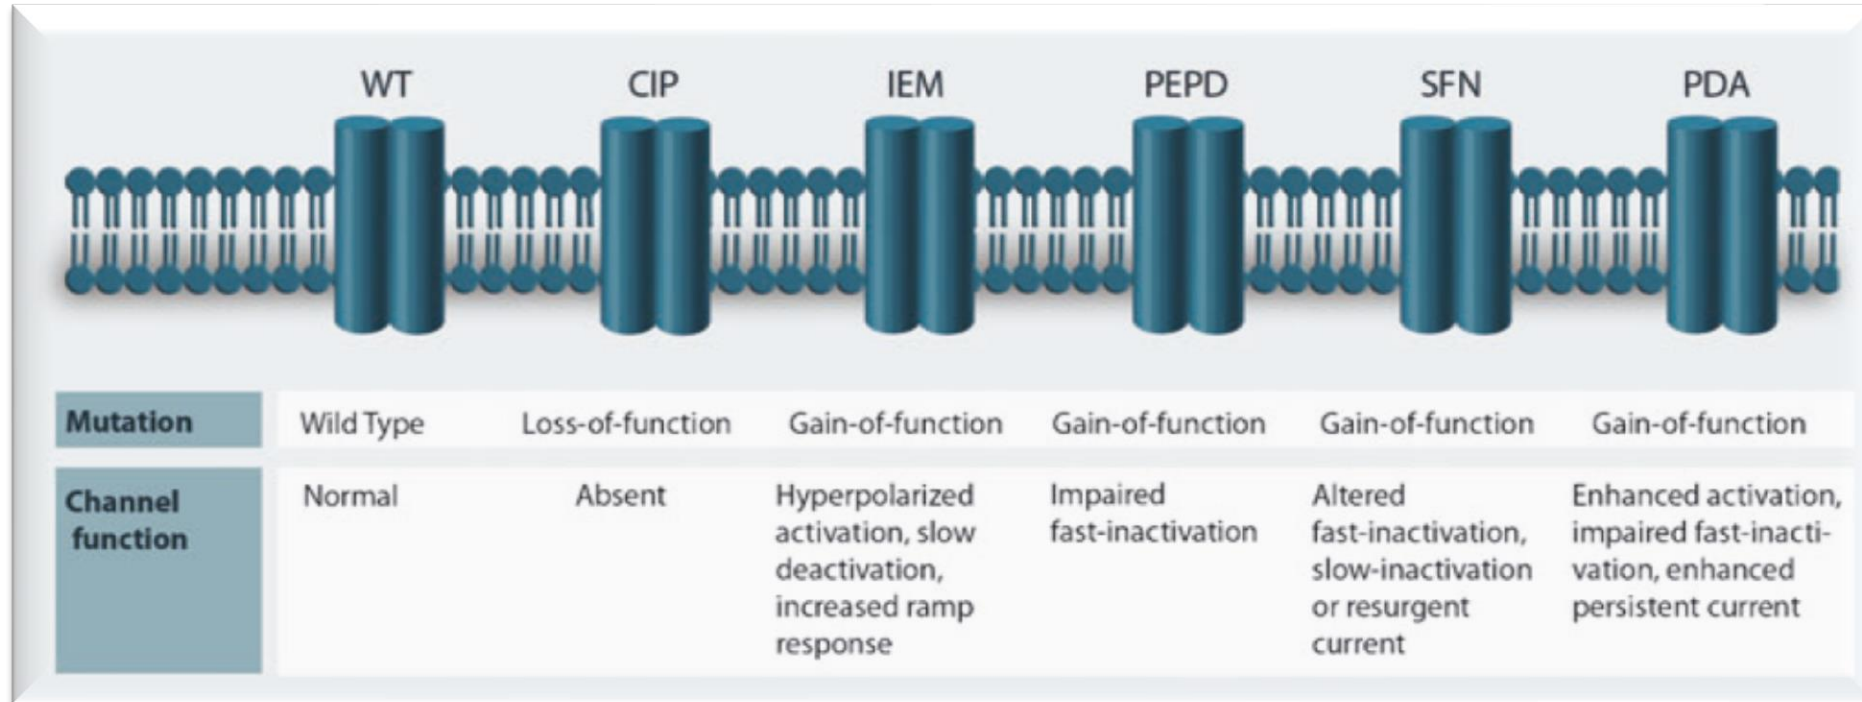 WT CIP IEM PEPD SFN PDA
Mutation Wild Type Loss-of-function Gain-of-function Gain-of-function Gain-of-function Gain-of-function
Channel
function
Normal
Absent
Hyperpolarized
activation, slow
deactivation,
increased ramp
response
Impaired
fast-inactivation
Altered
fast-inactivation,
slow-inactivation
or resurgent
current
Enhanced activation,
impaired fast-inacti-
vation, enhanced
persistent current